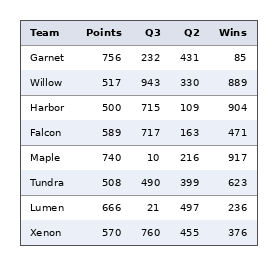 Team Points Q3 Q2 Wins
Garnet 756 232 431 85
Willow 517 943 330 889
Harbor 500 715 109 904
Falcon 589 717 163 471
Maple 740 10 216 917
Tundra 508 490 399 623
Lumen 666 21 497 236
Xenon 570 760 455 376